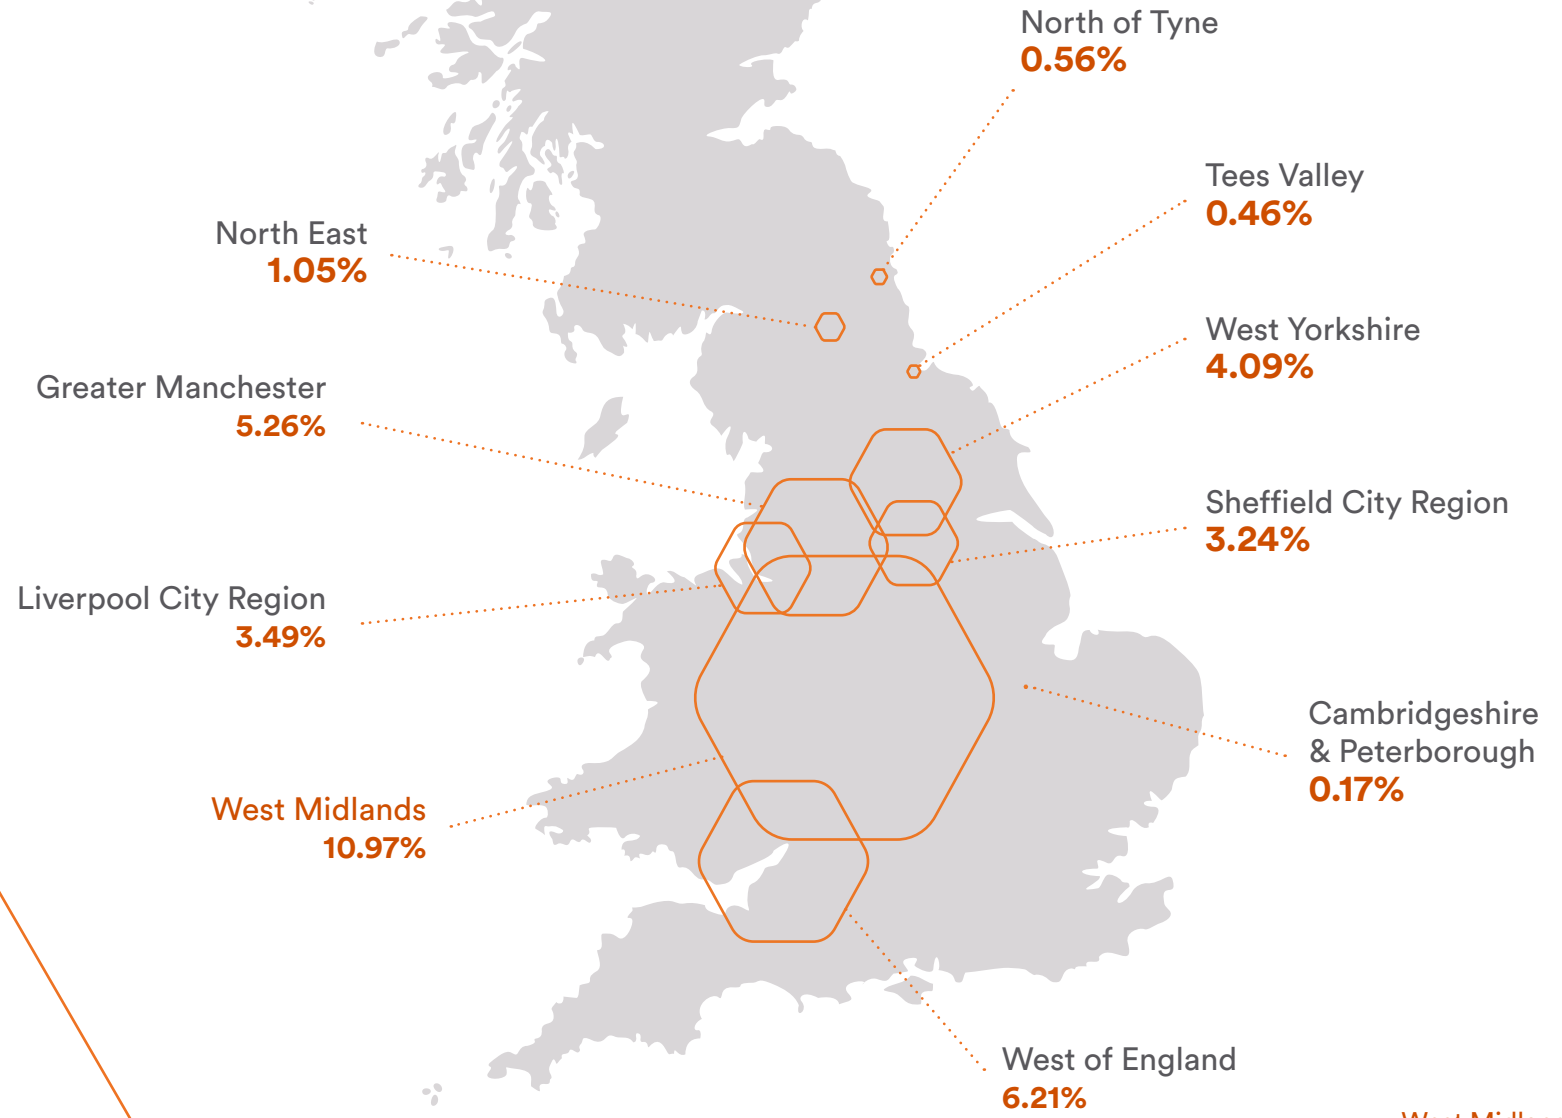 North of Tyne
0.56%
Tees Valley
0.46%
North East
1.05%
West Yorkshire
4.09%
Greater Manchester
5.26%
Sheffield City Region
3.24%
Liverpool City Region
3.49%
Cambridgeshire
& Peterborough
0.17%
West Midlands
10.97%
West of England
6.21%